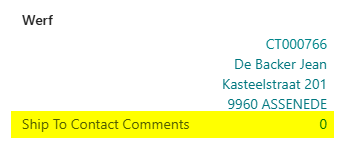 Werf
CT000766
De Backer Jean
Kasteelstraat 201
9960 ASSENEDE
Ship To Contact Comments 0